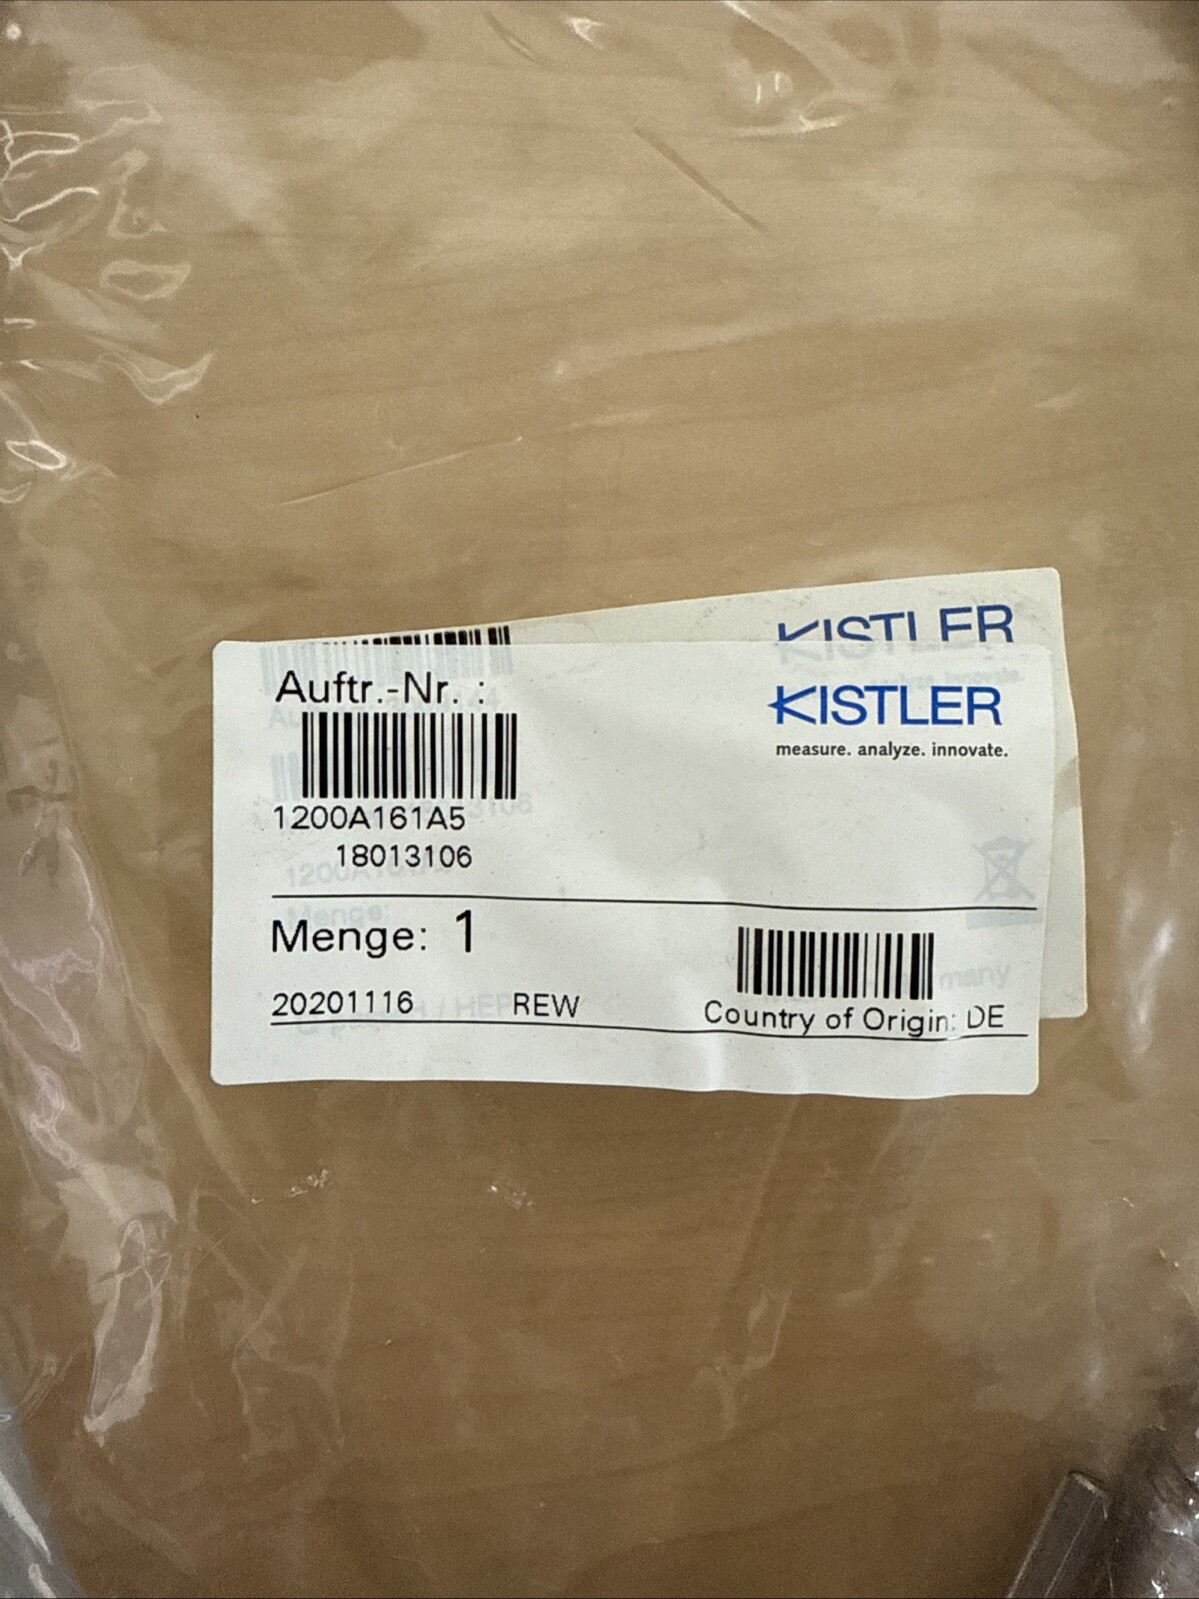 KISTLER
Auftr.-Nr. :
KISTLER
measure. analyze. innovate.
1200A161A5
18013106
Menge: 1
20201116 REW
Country of Origin: DE